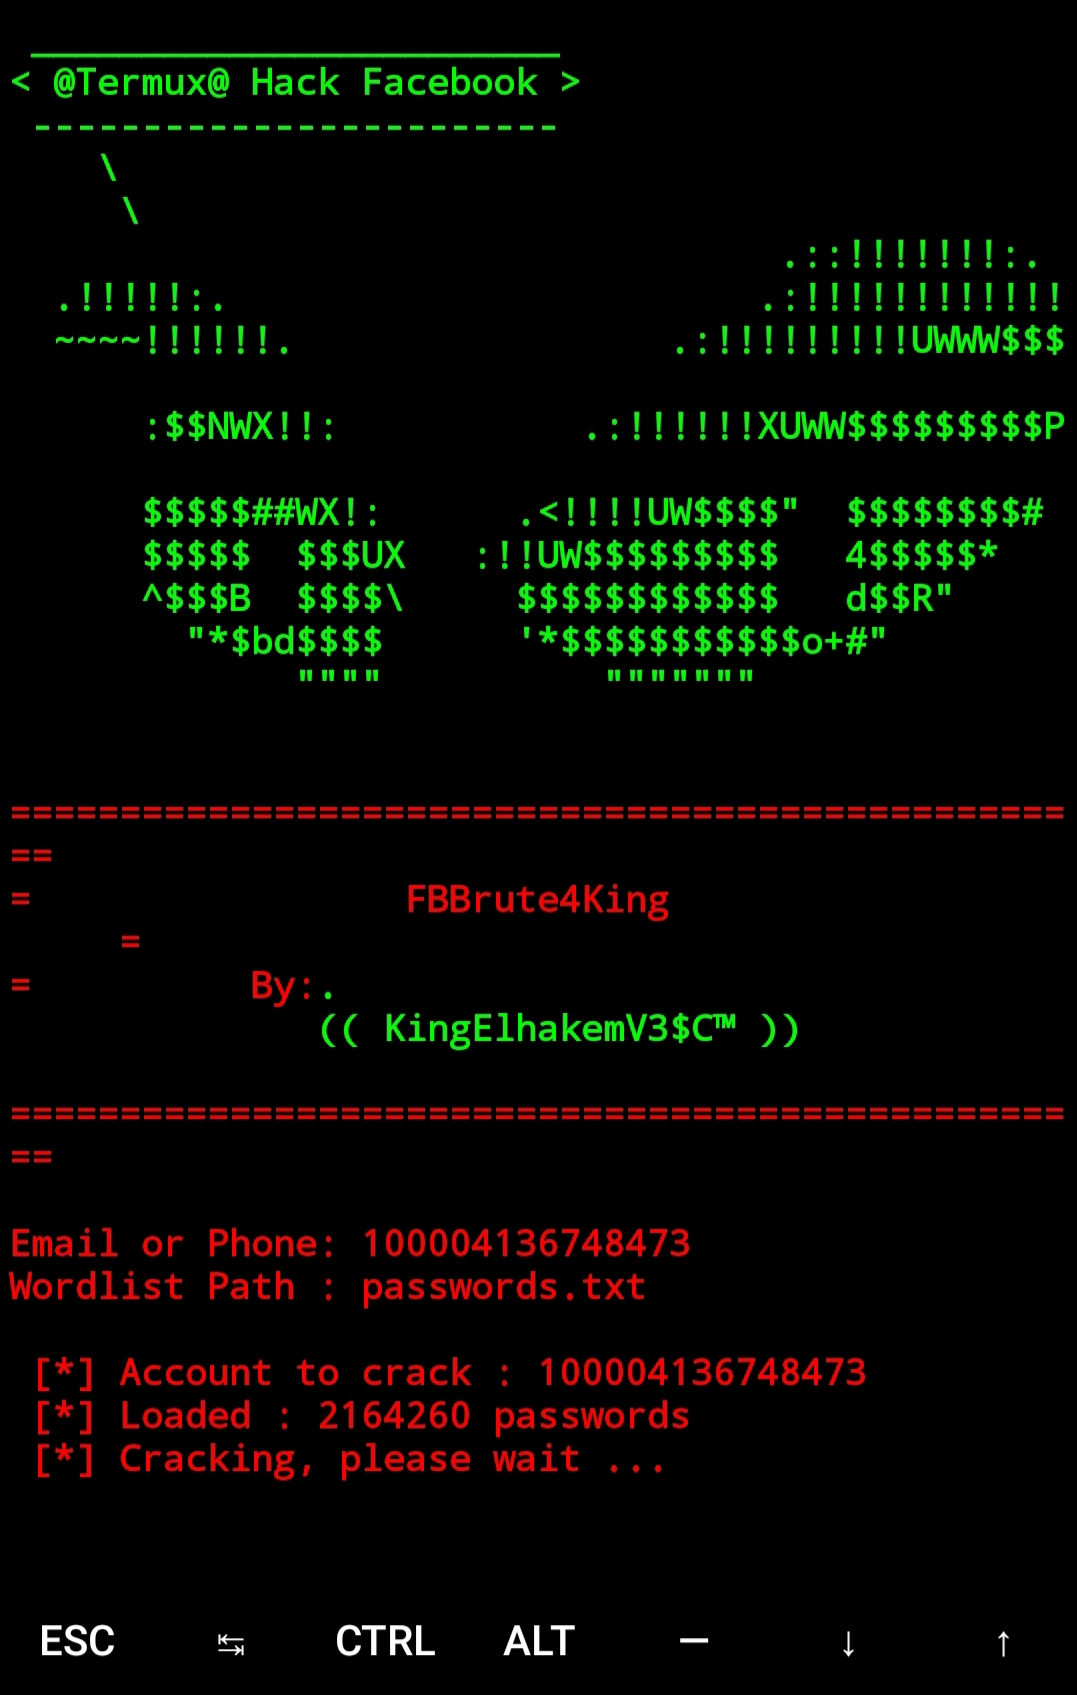 < @Termux@ Hack Facebook >
------------------------
\
\
.::!!!!!!!:.
.!!!!!:. .:!!!!!!!!!!!!
~~~~!!!!!!. .:!!!!!!!!!UWWW$$$
:$$NWX!!: .:!!!!!!XUWW$$$$$$$$$P
$$$$$##WX!: .<!!!!UW$$$$" $$$$$$$$#
$$$$$ $$$UX :!!UW$$$$$$$$$ 4$$$$$*
^$$$B $$$$\ $$$$$$$$$$$$ d$$R"
"*$bd$$$$ '*$$$$$$$$$$$o+#"
"""" """""""
================================================
==
= FBBrute4King
=
= By:.
(( KingElhakemV3$C™ ))
================================================
==
Email or Phone: 100004136748473
Wordlist Path : passwords.txt
[*] Account to crack : 100004136748473
[*] Loaded : 2164260 passwords
[*] Cracking, please wait ...
ESC ↹ CTRL ALT — ↓ ↑